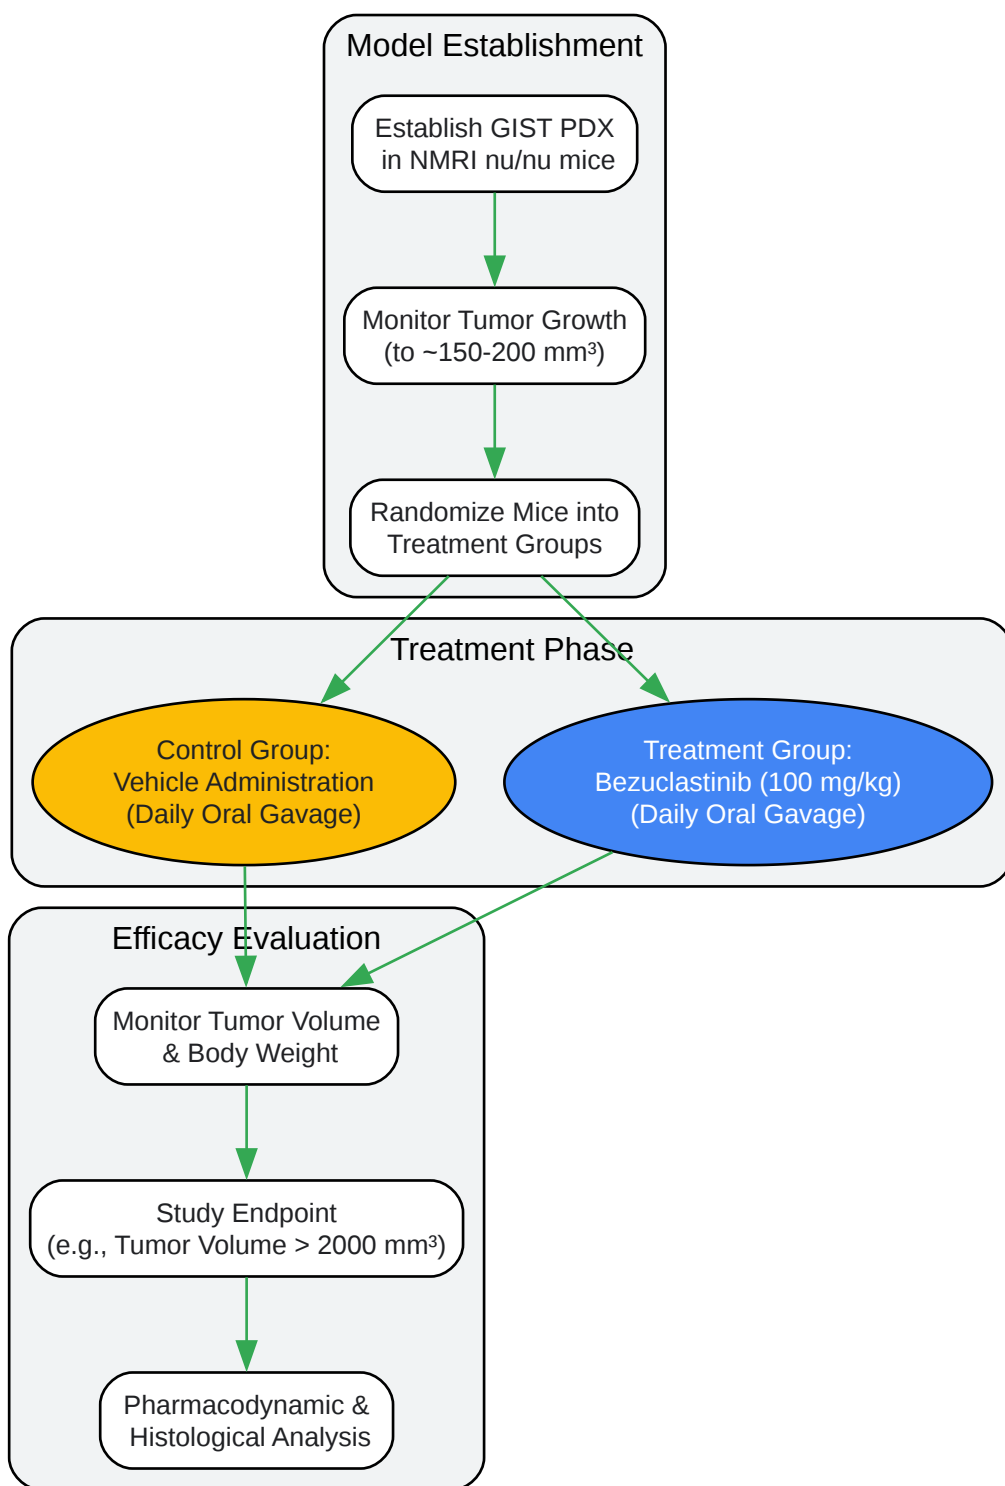 Model Establishment
Establish GIST PDX
in NMRI nu/nu mice
Monitor Tumor Growth
(to ~150-200 mm³)
Randomize Mice into
Treatment Groups
Treatment Phase
Control Group:
Vehicle Administration
(Daily Oral Gavage)
Treatment Group:
Bezuclastinib (100 mg/kg)
(Daily Oral Gavage)
Efficacy Evaluation
Monitor Tumor Volume
& Body Weight
Study Endpoint
(e.g., Tumor Volume > 2000 mm³)
Pharmacodynamic &
Histological Analysis